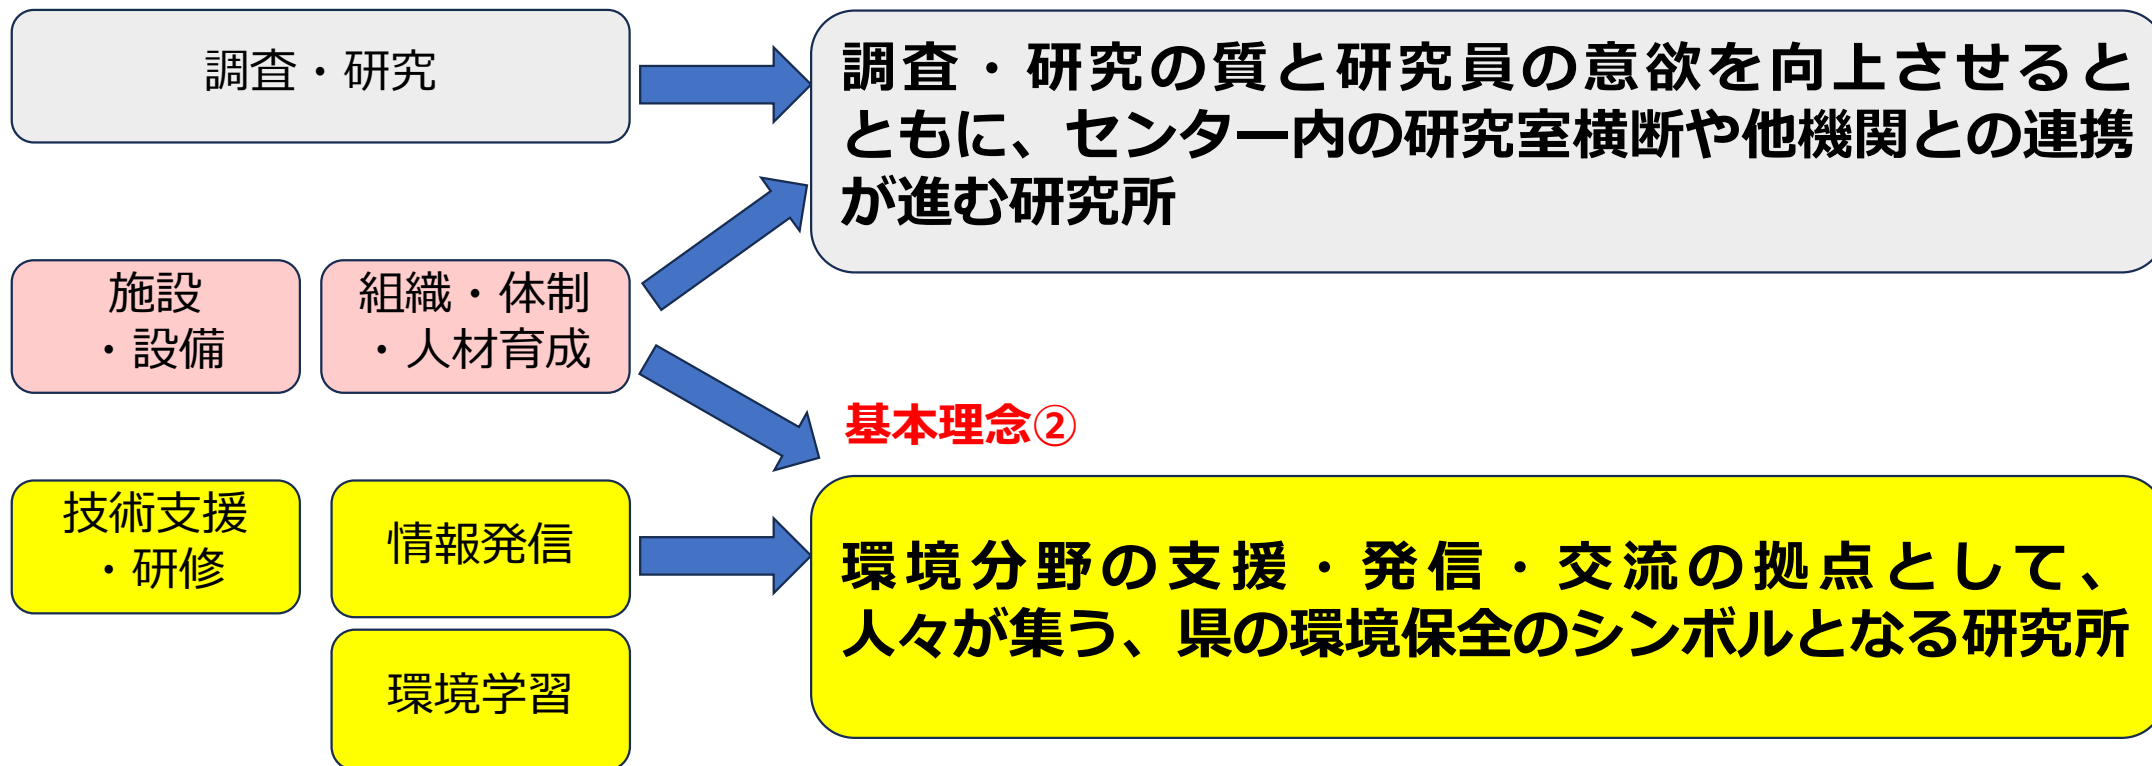 調査・研究
調査・研究の質と研究員の意欲を向上させると
ともに、センター内の研究室横断や他機関との連携
が進む研究所
施設
・設備
組織・体制
・人材育成
基本理念②
技術支援
・研修
情報発信
環境学習
環境分野の支援・発信・交流の拠点として、
人々が集う、県の環境保全のシンボルとなる研究所